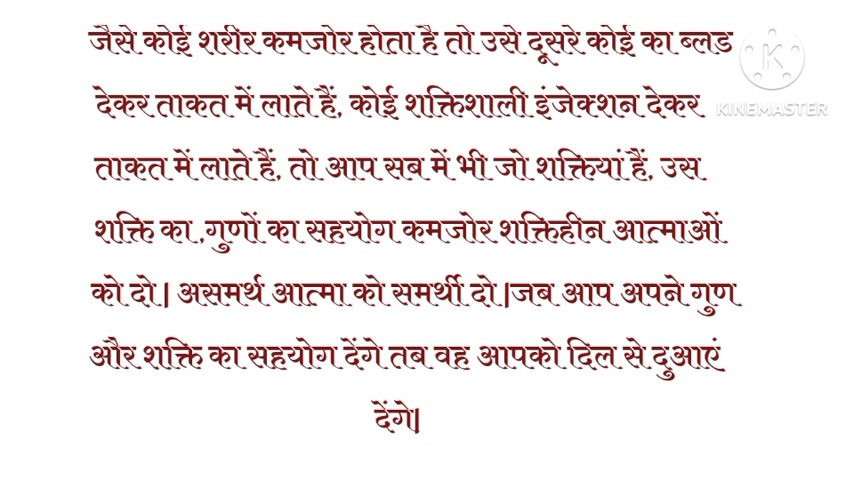 जैसे कोई शरीर कमजोर होता है तो उसे दूसरे कोई का ब्लड
देकर ताकत में लाते हैं, कोई शक्तिशाली इंजेक्शन देकर
ताकत में लाते हैं, तो आप सब में भी जो शक्तियां हैं, उस
शक्ति का ,गुणों का सहयोग कमजोर शक्तिहीन आत्माओं
को दो | असमर्थ आत्मा को समर्थी दो |जब आप अपने गुण
और शक्ति का सहयोग देंगे तब वह आपको दिल से दुआएं
देंगे|
K
KINEMASTER